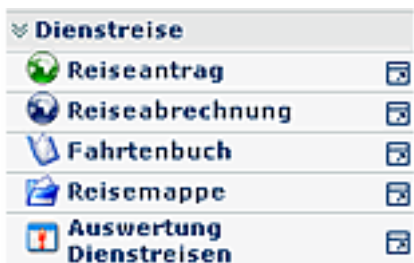 Dienstreise
Reiseantrag
Reiseabrechnung
Fahrtenbuch
Reisemappe
Auswertung
Dienstreisen